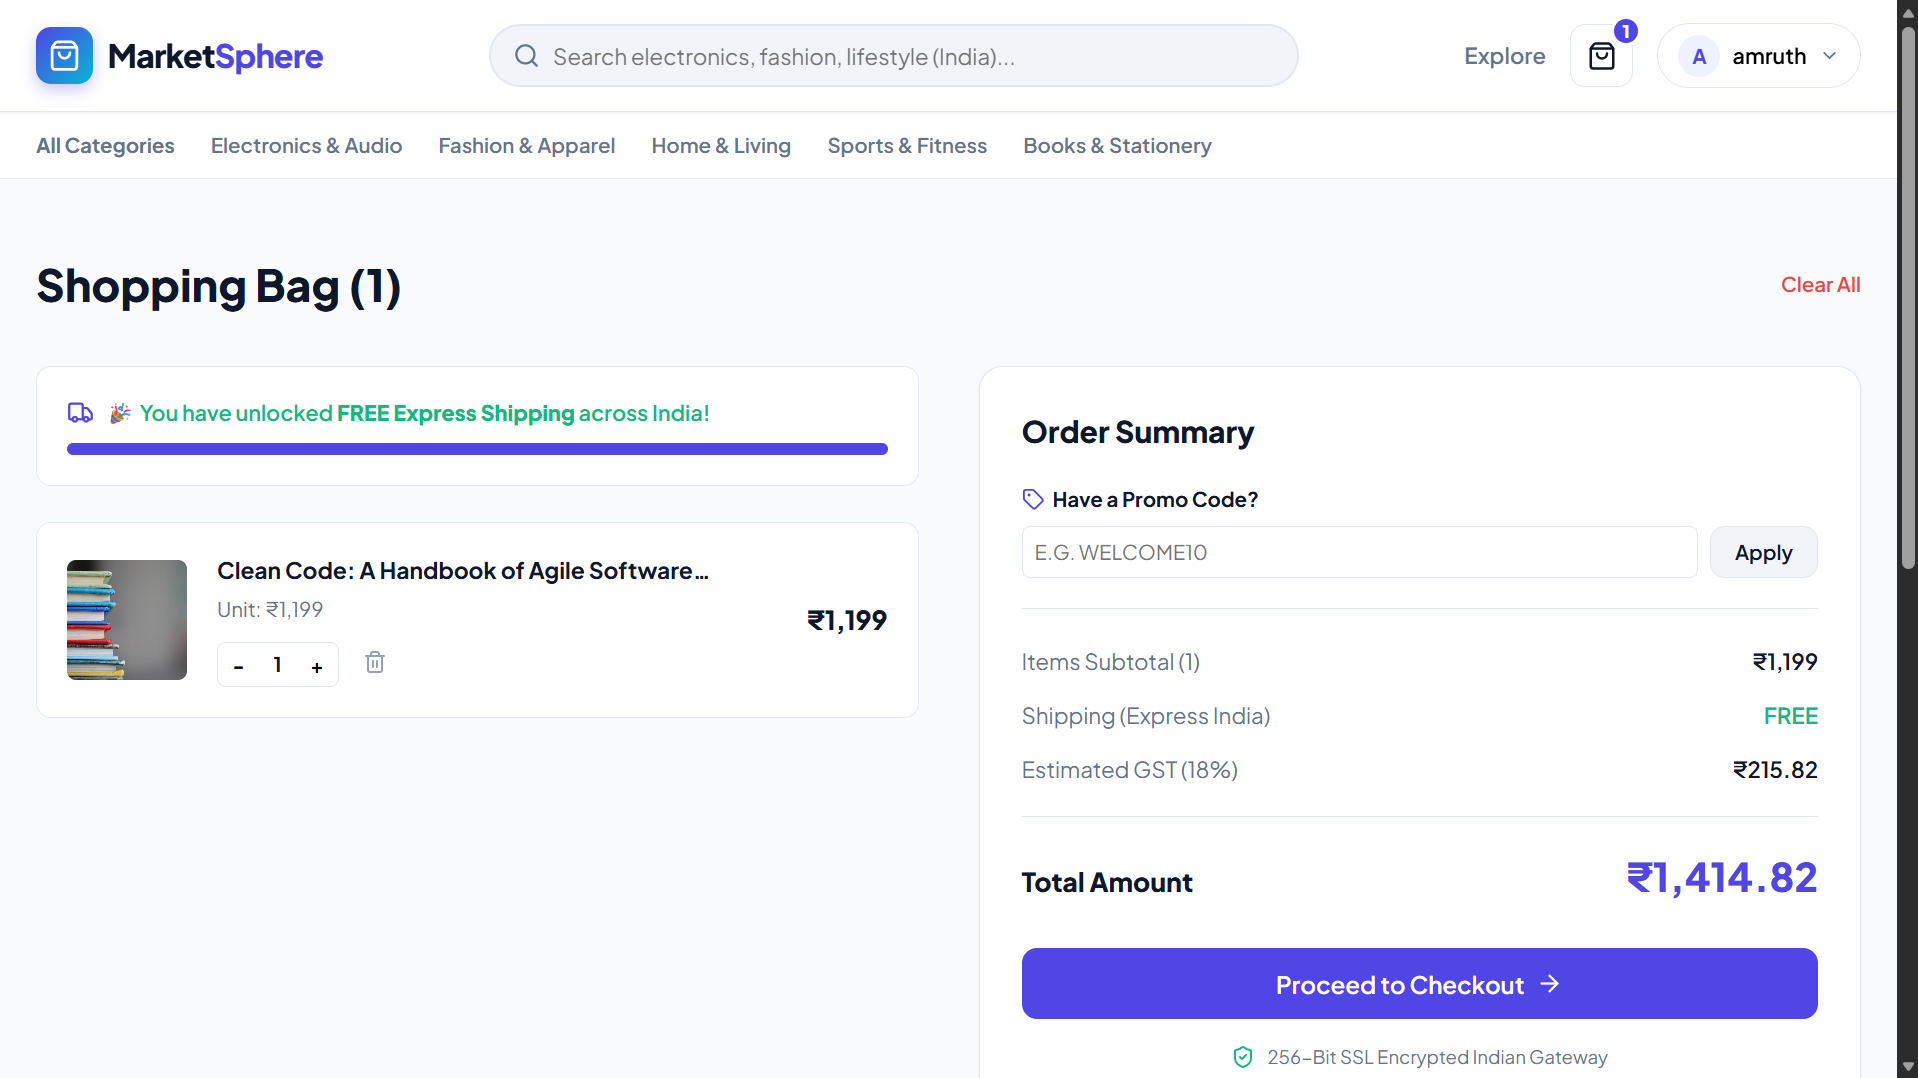 MarketSphere
Search electronics, fashion, lifestyle (India)...
Explore
1
A amruth
All Categories Electronics & Audio Fashion & Apparel Home & Living Sports & Fitness Books & Stationery
Shopping Bag (1)
Clear All
🎉 You have unlocked FREE Express Shipping across India!
Clean Code: A Handbook of Agile Software...
Unit: ₹1,199
₹1,199
- 1 +
Order Summary
Have a Promo Code?
E.G. WELCOME10
Apply
Items Subtotal (1) ₹1,199
Shipping (Express India) FREE
Estimated GST (18%) ₹215.82
Total Amount ₹1,414.82
Proceed to Checkout →
256-Bit SSL Encrypted Indian Gateway